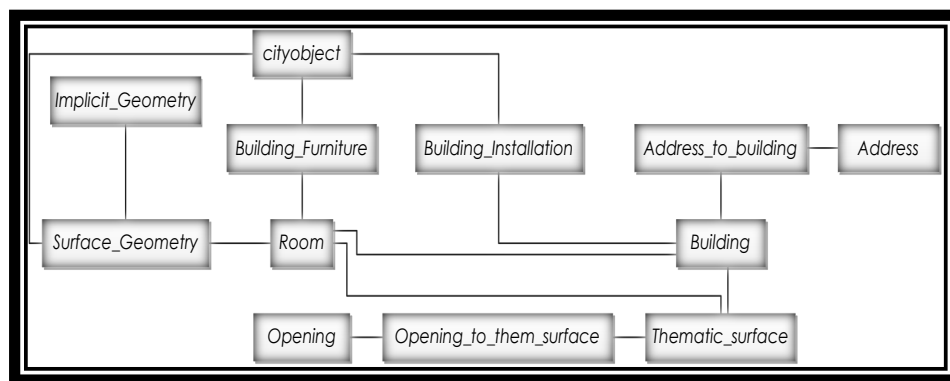 cityobject
Implicit_Geometry
Building_Furniture
Building_Installation
Address_to_building
Address
Surface_Geometry
Room
Building
Opening
Opening_to_them_surface
Thematic_surface